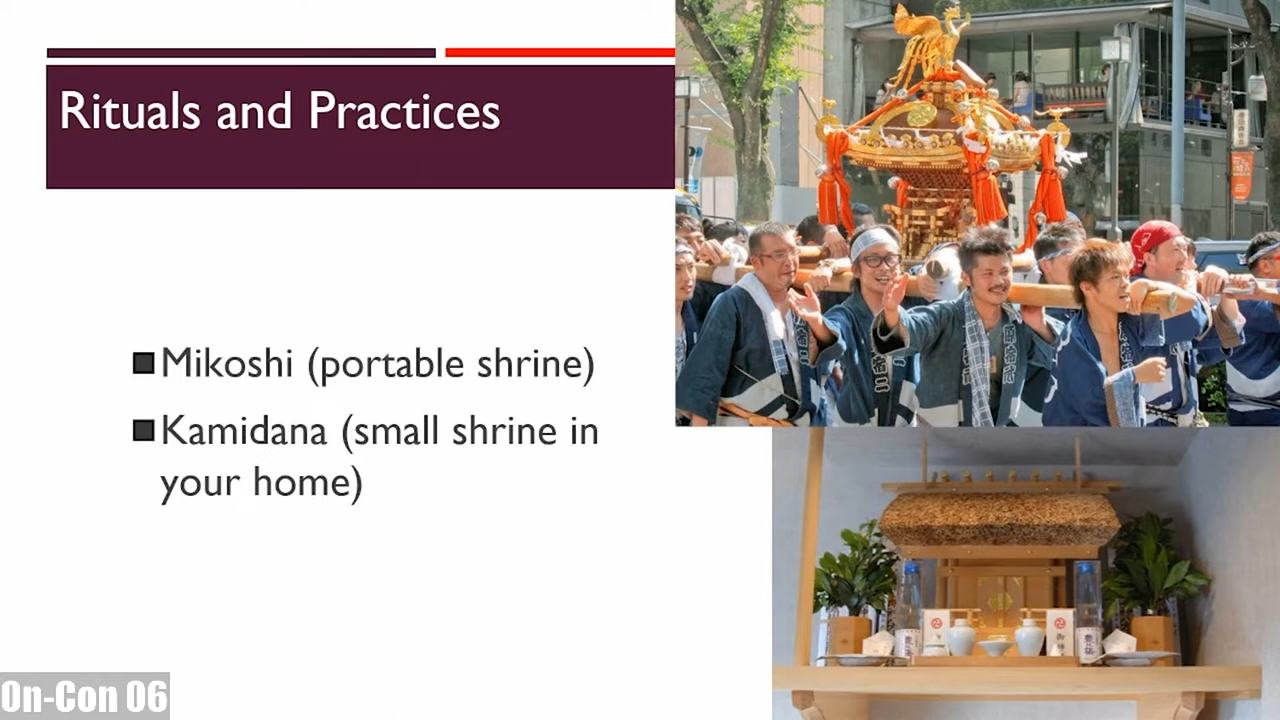 Rituals and Practices
Mikoshi (portable shrine)
Kamidana (small shrine in
your home)
On-Con 06